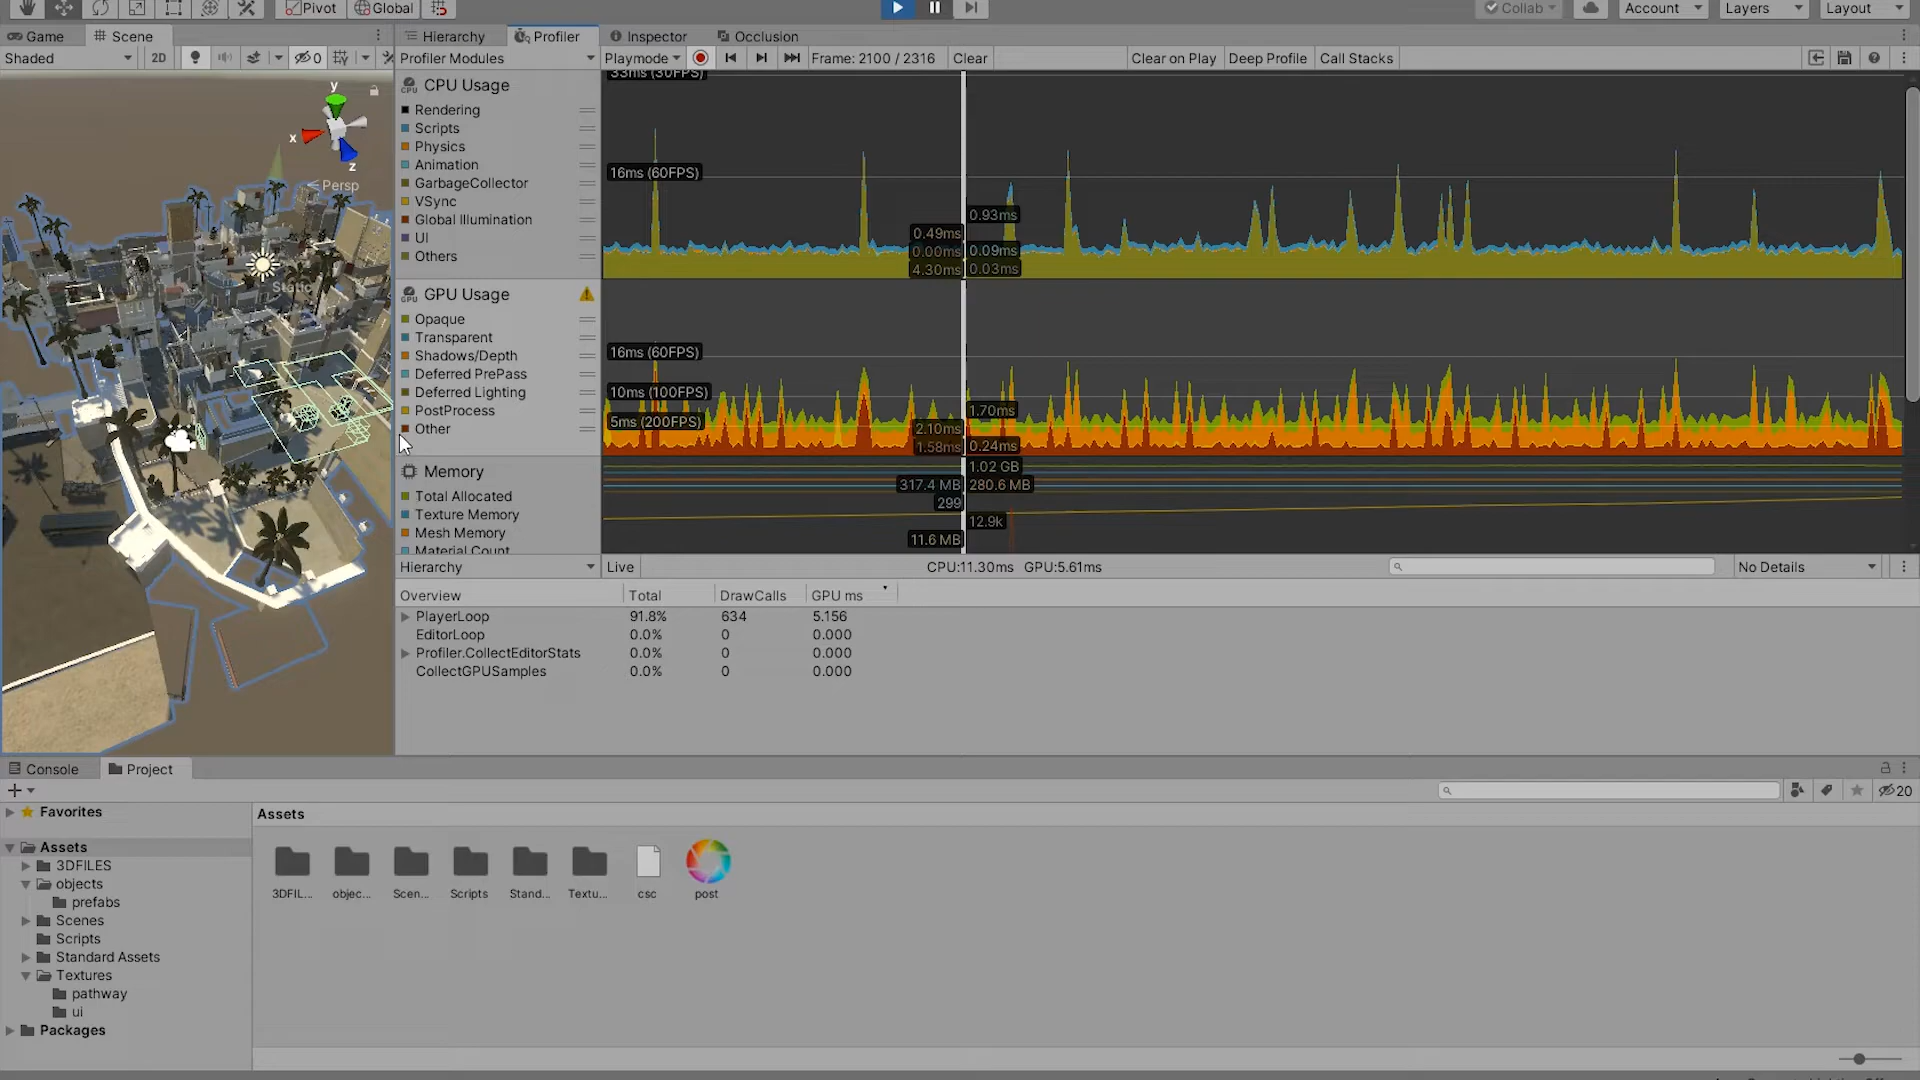 Pivot
Global
Collab
Account
Layers
Layout
Game
Scene
Hierarchy
Profiler
Inspector
Occlusion
Shaded
2D
0
Profiler Modules
Playmode
Frame: 2100 / 2316
Clear
Clear on Play
Deep Profile
Call Stacks
y
x
z
Persp
Static
CPU Usage
Rendering
Scripts
Physics
Animation
GarbageCollector
VSync
Global Illumination
UI
Others
33ms (30FPS)
16ms (60FPS)
0.93ms
0.49ms
0.00ms
0.09ms
4.30ms
0.03ms
GPU Usage
Opaque
Transparent
Shadows/Depth
Deferred PrePass
Deferred Lighting
PostProcess
Other
16ms (60FPS)
10ms (100FPS)
5ms (200FPS)
1.70ms
2.10ms
1.58ms
0.24ms
Memory
Total Allocated
Texture Memory
Mesh Memory
Material Count
1.02 GB
317.4 MB
280.6 MB
299
12.9k
11.6 MB
Hierarchy
Live
CPU:11.30ms GPU:5.61ms
No Details
Overview Total DrawCalls GPU ms
PlayerLoop 91.8% 634 5.156
EditorLoop 0.0% 0 0.000
Profiler.CollectEditorStats 0.0% 0 0.000
CollectGPUSamples 0.0% 0 0.000
Console
Project
20
Favorites
Assets
3DFILES
objects
prefabs
Scenes
Scripts
Standard Assets
Textures
pathway
ui
Packages
Assets
3DFIL...
objec...
Scen...
Scripts
Stand...
Textu...
csc
post